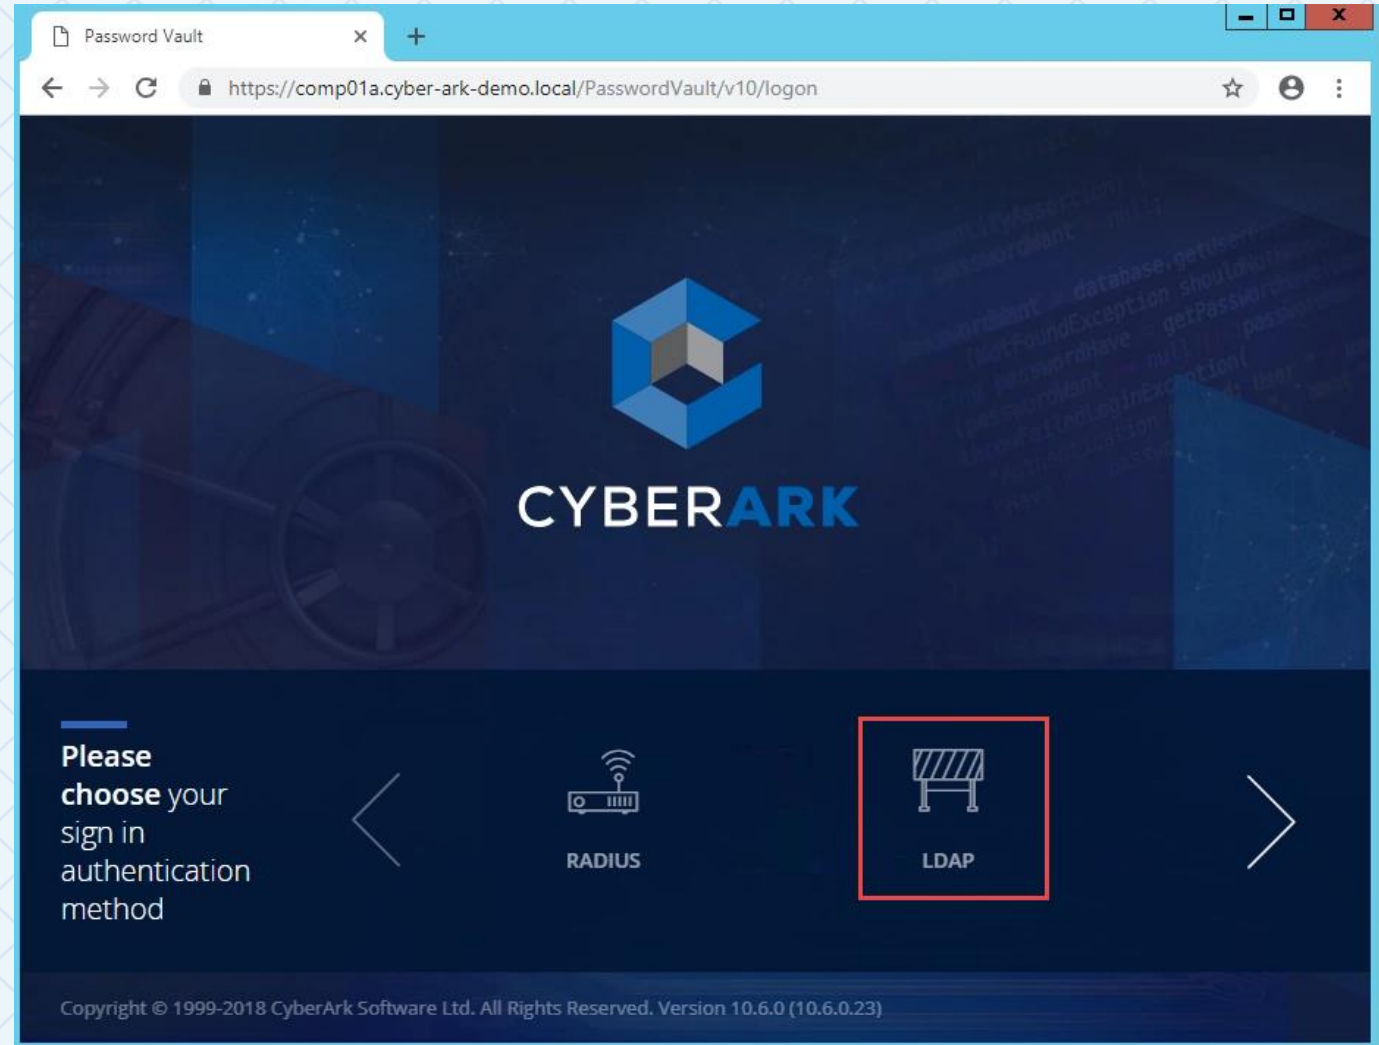 Password Vault
https://comp01a.cyber-ark-demo.local/PasswordVault/v10/logon
CYBERARK
Please
choose your
sign in
authentication
method
RADIUS
LDAP
Copyright © 1999-2018 CyberArk Software Ltd. All Rights Reserved. Version 10.6.0 (10.6.0.23)